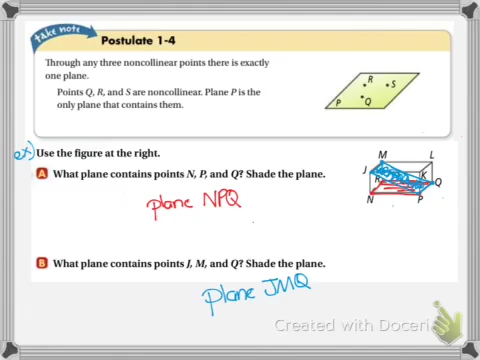 take note
Postulate 1-4
Through any three noncollinear points there is exactly
one plane.
Points Q, R, and S are noncollinear. Plane P is the
only plane that contains them.
R
S
Q
P
ex) Use the figure at the right.
A What plane contains points N, P, and Q? Shade the plane.
plane NPQ
M
L
J
K
R
Q
N
P
B What plane contains points J, M, and Q? Shade the plane.
plane JMQ
Created with Doceri